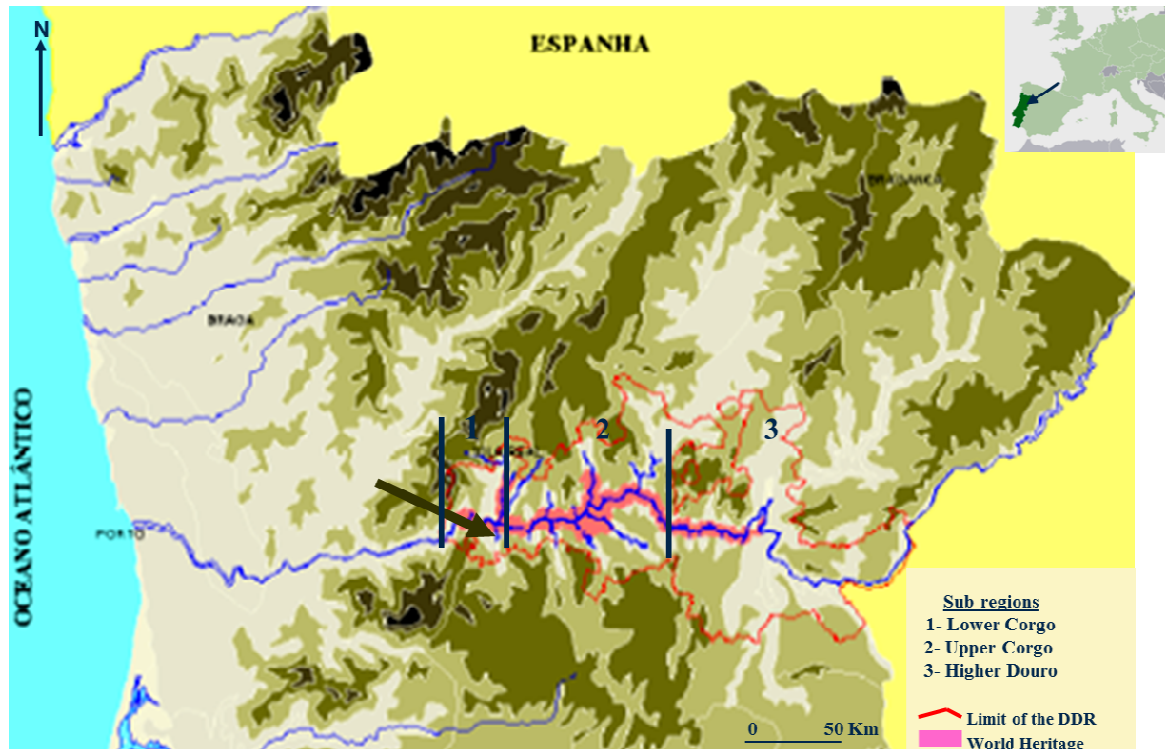 N
ESPANHA
BRAGANÇA
BRAGA
1
2
3
OCEANO ATLÂNTICO
PORTO
Sub regions
1- Lower Corgo
2- Upper Corgo
3- Higher Douro
0 50 Km
Limit of the DDR
World Heritage